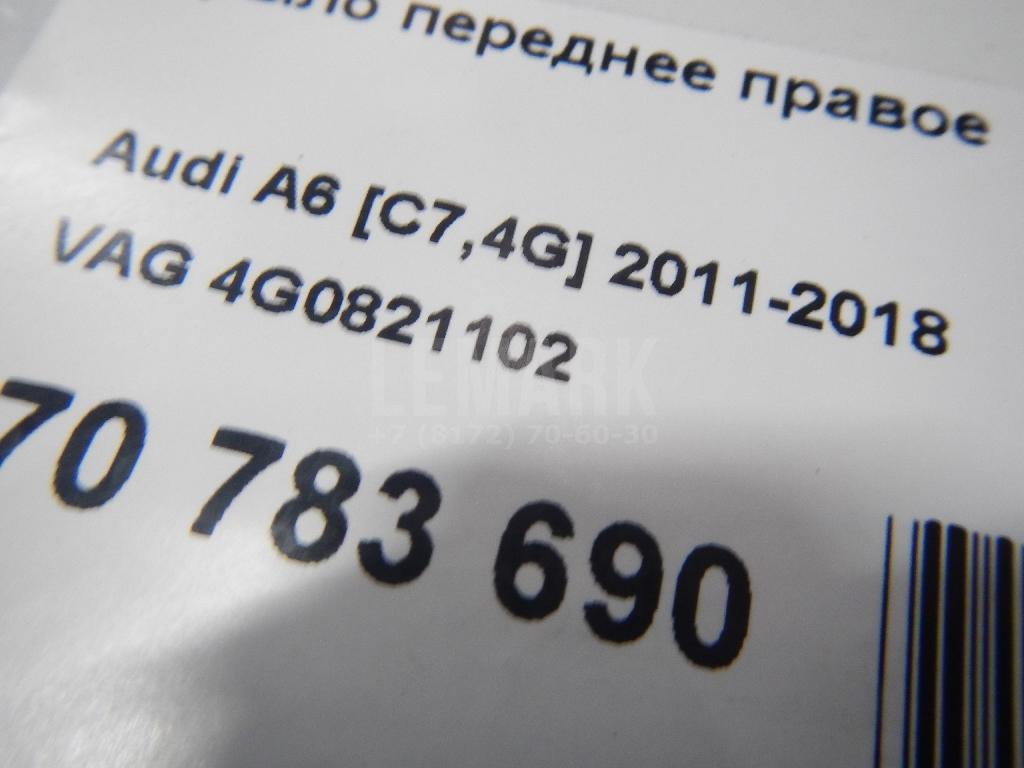 переднее правое
Audi A6 [C7,4G] 2011-2018
VAG 4G0821102
LEMARK
+7 (8172) 70-60-30
70 783 690